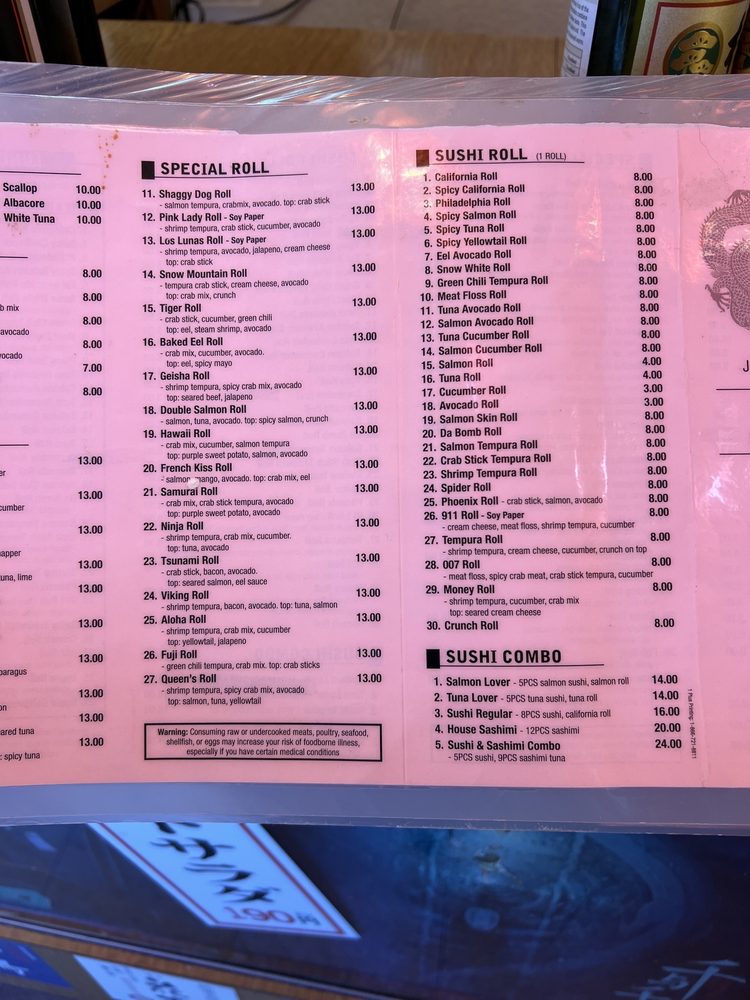 Scallop 10.00
Albacore 10.00
White Tuna 10.00
8.00
8.00
b mix
8.00
avocado
8.00
vocado
7.00
8.00
13.00
er
13.00
cumber
13.00
napper
13.00
tuna, lime
13.00
13.00
13.00
paragus
13.00
on
13.00
ared tuna
13.00
: spicy tuna
SPECIAL ROLL
11. Shaggy Dog Roll 13.00
- salmon tempura, crabmix, avocado. top: crab stick
12. Pink Lady Roll - Soy Paper 13.00
- shrimp tempura, crab stick, cucumber, avocado
13. Los Lunas Roll - Soy Paper 13.00
- shrimp tempura, avocado, jalapeno, cream cheese
top: crab stick
14. Snow Mountain Roll 13.00
- tempura crab stick, cream cheese, avocado
top: crab mix, crunch
15. Tiger Roll 13.00
- crab stick, cucumber, green chili
top: eel, steam shrimp, avocado
16. Baked Eel Roll 13.00
- crab mix, cucumber, avocado.
top: eel, spicy mayo
17. Geisha Roll 13.00
- shrimp tempura, spicy crab mix, avocado
top: seared beef, jalapeno
18. Double Salmon Roll 13.00
- salmon, tuna, avocado. top: spicy salmon, crunch
19. Hawaii Roll 13.00
- crab mix, cucumber, salmon tempura
top: purple sweet potato, salmon, avocado
20. French Kiss Roll 13.00
- salmon, mango, avocado. top: crab mix, eel
21. Samurai Roll 13.00
- crab mix, crab stick tempura, avocado
top: purple sweet potato, avocado
22. Ninja Roll 13.00
- shrimp tempura, crab mix, cucumber.
top: tuna, avocado
23. Tsunami Roll 13.00
- crab stick, bacon, avocado.
top: seared salmon, eel sauce
24. Viking Roll 13.00
- shrimp tempura, bacon, avocado. top: tuna, salmon
25. Aloha Roll 13.00
- shrimp tempura, crab mix, cucumber
top: yellowtail, jalapeno
26. Fuji Roll 13.00
- green chili tempura, crab mix. top: crab sticks
27. Queen's Roll 13.00
- shrimp tempura, spicy crab mix, avocado
top: salmon, tuna, yellowtail
Warning: Consuming raw or undercooked meats, poultry, seafood,
shellfish, or eggs may increase your risk of foodborne illness,
especially if you have certain medical conditions
SUSHI ROLL (1 ROLL)
1. California Roll 8.00
2. Spicy California Roll 8.00
3. Philadelphia Roll 8.00
4. Spicy Salmon Roll 8.00
5. Spicy Tuna Roll 8.00
6. Spicy Yellowtail Roll 8.00
7. Eel Avocado Roll 8.00
8. Snow White Roll 8.00
9. Green Chili Tempura Roll 8.00
10. Meat Floss Roll 8.00
11. Tuna Avocado Roll 8.00
12. Salmon Avocado Roll 8.00
13. Tuna Cucumber Roll 8.00
14. Salmon Cucumber Roll 8.00
15. Salmon Roll 4.00
16. Tuna Roll 4.00
17. Cucumber Roll 3.00
18. Avocado Roll 3.00
19. Salmon Skin Roll 8.00
20. Da Bomb Roll 8.00
21. Salmon Tempura Roll 8.00
22. Crab Stick Tempura Roll 8.00
23. Shrimp Tempura Roll 8.00
24. Spider Roll 8.00
25. Phoenix Roll - crab stick, salmon, avocado 8.00
26. 911 Roll - Soy Paper 8.00
- cream cheese, meat floss, shrimp tempura, cucumber
27. Tempura Roll 8.00
- shrimp tempura, cream cheese, cucumber, crunch on top
28. 007 Roll 8.00
- meat floss, spicy crab meat, crab stick tempura, cucumber
29. Money Roll 8.00
- shrimp tempura, cucumber, crab mix
top: seared cream cheese
30. Crunch Roll 8.00
SUSHI COMBO
1. Salmon Lover - 5PCS salmon sushi, salmon roll 14.00
2. Tuna Lover - 5PCS tuna sushi, tuna roll 14.00
3. Sushi Regular - 8PCS sushi, california roll 16.00
4. House Sashimi - 12PCS sashimi 20.00
5. Sushi & Sashimi Combo 24.00
- 5PCS sushi, 9PCS sashimi tuna
J
190円